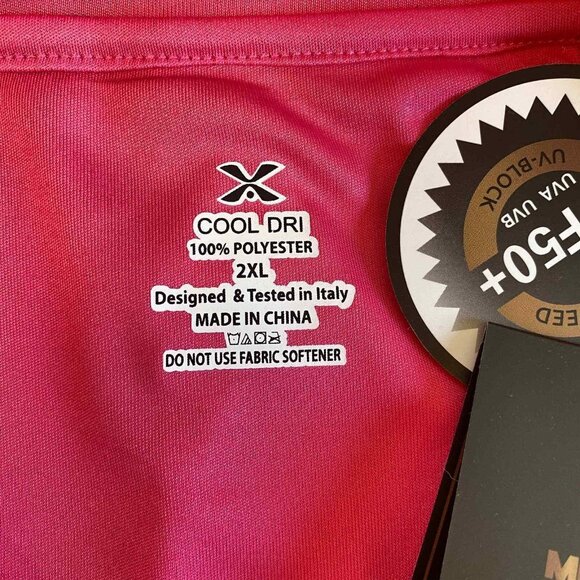 COOL DRI
100% POLYESTER
2XL
Designed & Tested in Italy
MADE IN CHINA
DO NOT USE FABRIC SOFTENER
UV-BLOCK
UVA UVB
50+